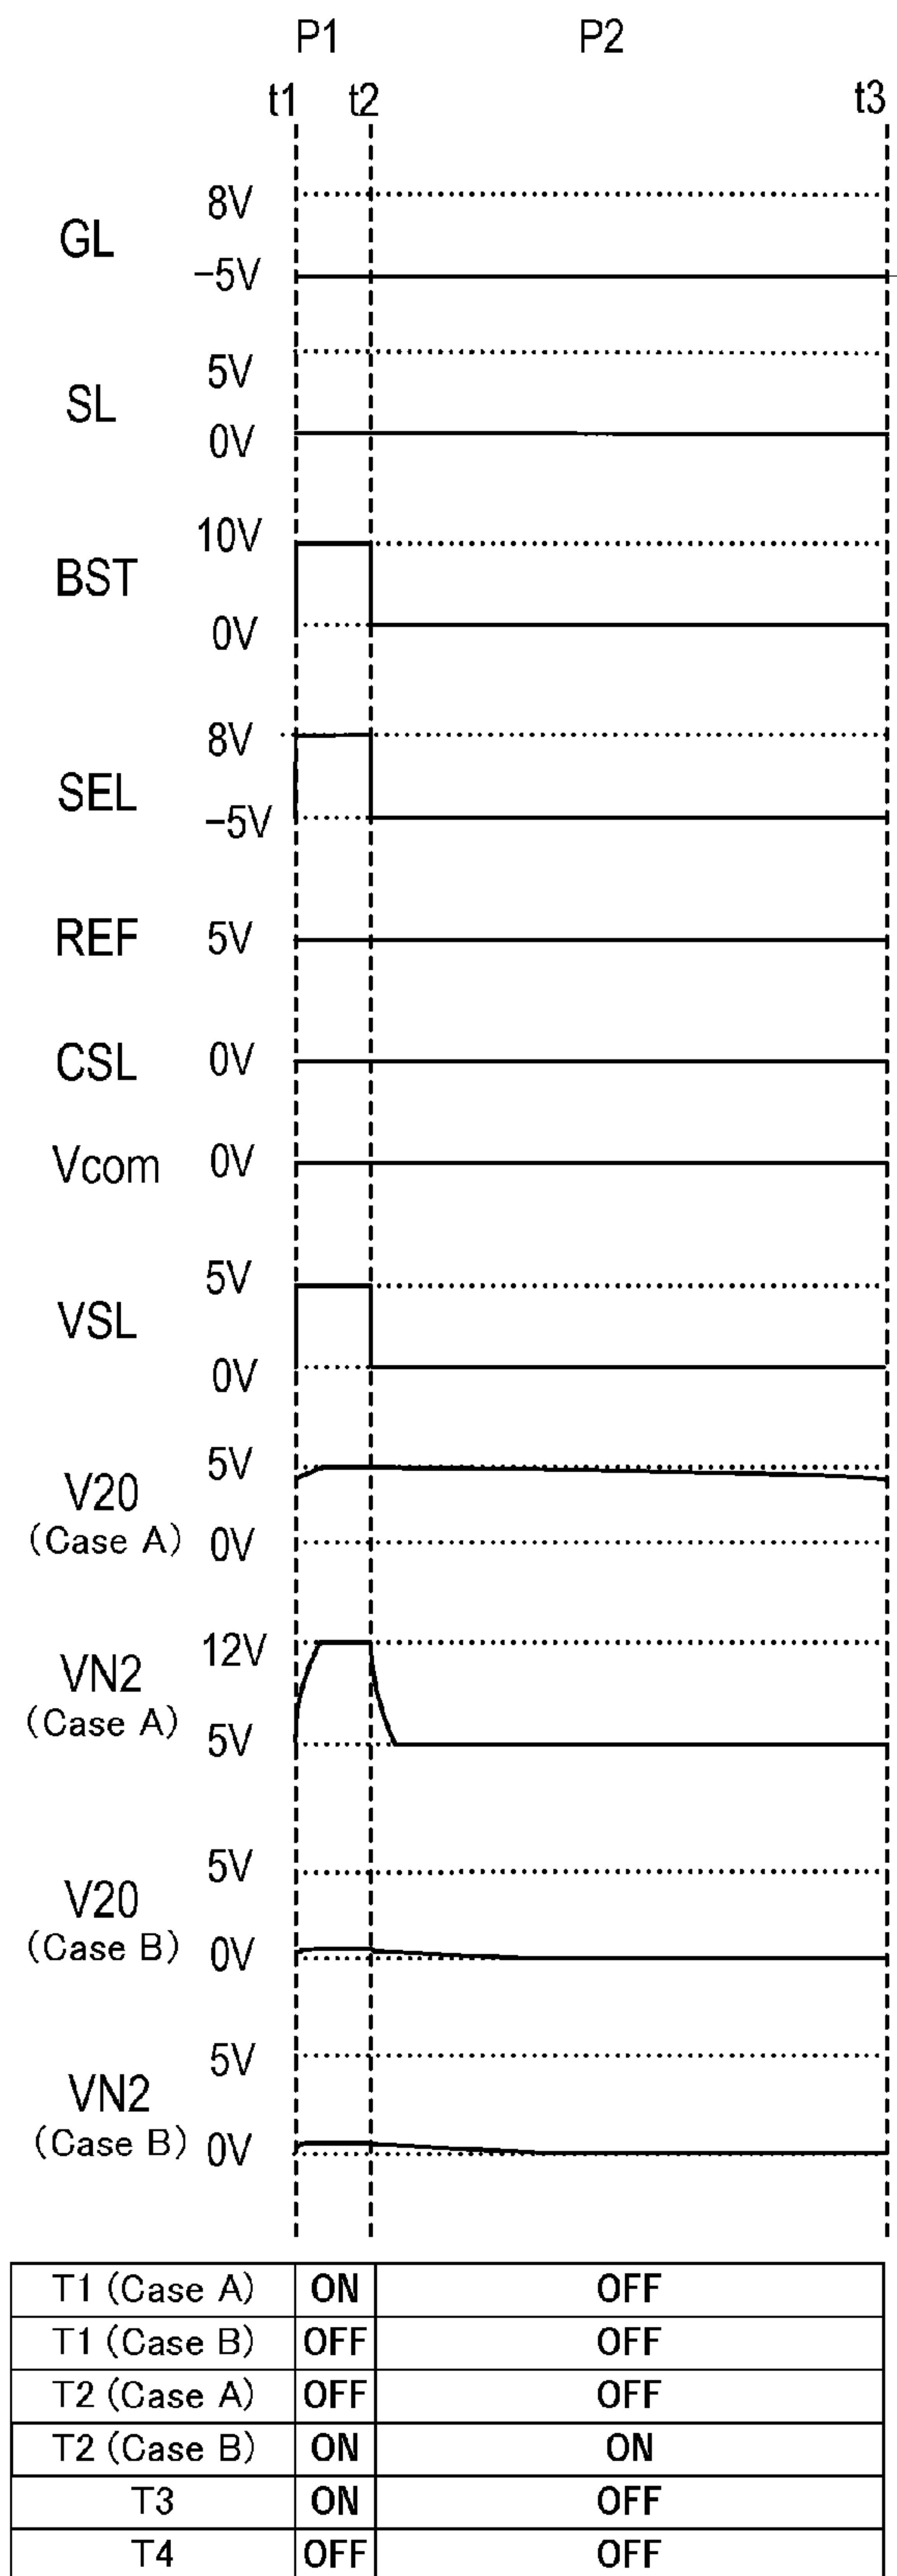 P1 P2
t1 t2 t3
GL 8V
-5V
SL 5V
0V
BST 10V
0V
SEL 8V
-5V
REF 5V
CSL 0V
Vcom 0V
VSL 5V
0V
V20 5V
(Case A) 0V
VN2 12V
(Case A) 5V
V20 5V
(Case B) 0V
VN2 5V
(Case B) 0V
T1 (Case A) ON OFF
T1 (Case B) OFF OFF
T2 (Case A) OFF OFF
T2 (Case B) ON ON
T3 ON OFF
T4 OFF OFF